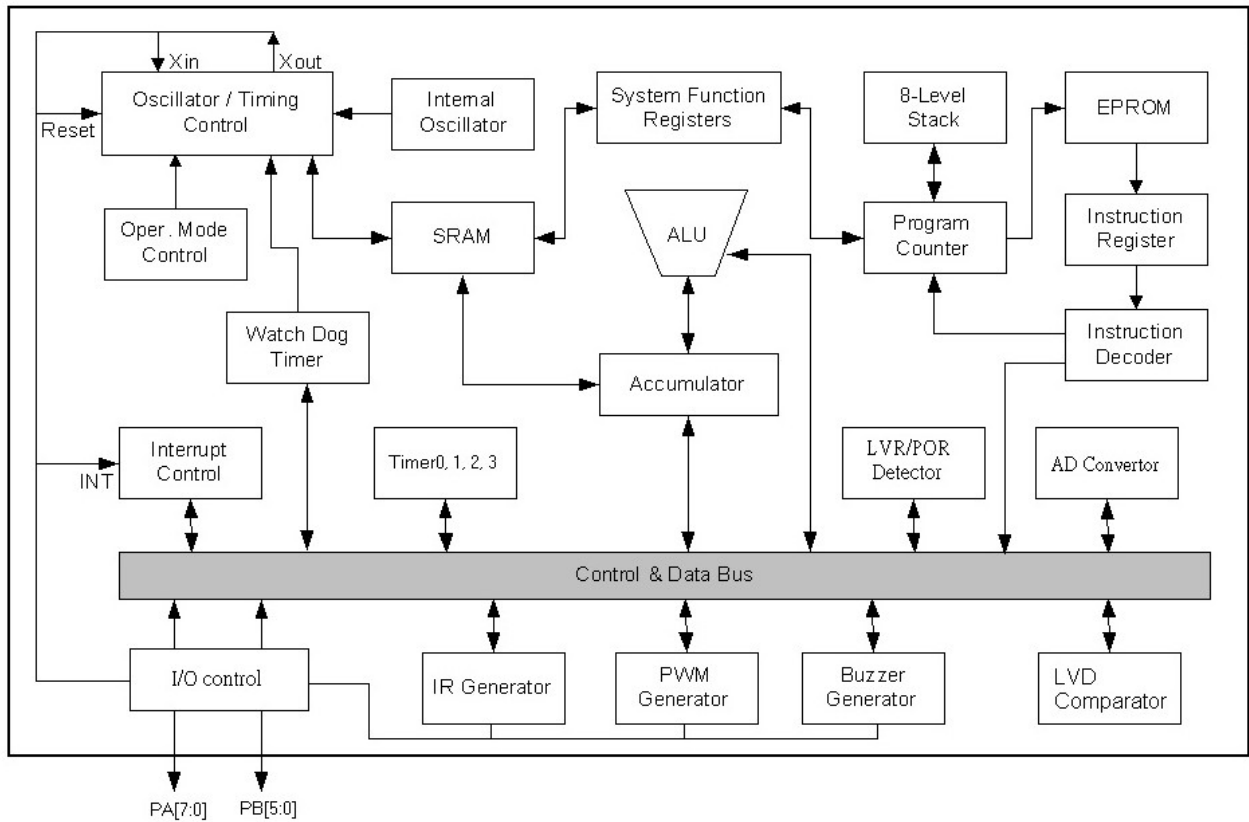 Xin
Xout
Oscillator / Timing
Control
Reset
Internal
Oscillator
System Function
Registers
8-Level
Stack
EPROM
Oper. Mode
Control
SRAM
ALU
Program
Counter
Instruction
Register
Watch Dog
Timer
Accumulator
Instruction
Decoder
Interrupt
Control
INT
Timer0, 1, 2, 3
LVR/POR
Detector
AD Convertor
Control & Data Bus
I/O control
IR Generator
PWM
Generator
Buzzer
Generator
LVD
Comparator
PA[7:0]
PB[5:0]